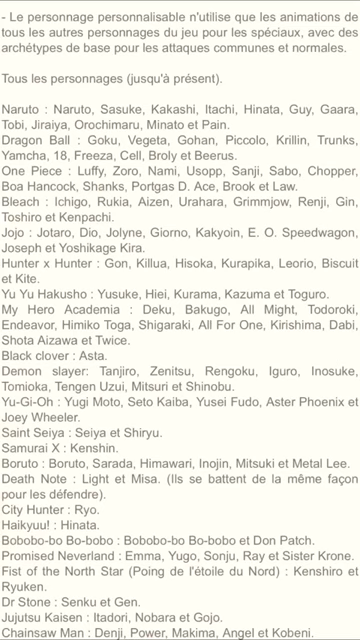 - Le personnage personnalisable n'utilise que les animations de
tous les autres personnages du jeu pour les spéciaux, avec des
archétypes de base pour les attaques communes et normales.
Tous les personnages (jusqu'à présent).
Naruto : Naruto, Sasuke, Kakashi, Itachi, Hinata, Guy, Gaara,
Tobi, Jiraiya, Orochimaru, Minato et Pain.
Dragon Ball : Goku, Vegeta, Gohan, Piccolo, Krillin, Trunks,
Yamcha, 18, Freeza, Cell, Broly et Beerus.
One Piece : Luffy, Zoro, Nami, Usopp, Sanji, Sabo, Chopper,
Boa Hancock, Shanks, Portgas D. Ace, Brook et Law.
Bleach : Ichigo, Rukia, Aizen, Urahara, Grimmjow, Renji, Gin,
Toshiro et Kenpachi.
Jojo : Jotaro, Dio, Jolyne, Giorno, Kakyoin, E. O. Speedwagon,
Joseph et Yoshikage Kira.
Hunter x Hunter : Gon, Killua, Hisoka, Kurapika, Leorio, Biscuit
et Kite.
Yu Yu Hakusho : Yusuke, Hiei, Kurama, Kazuma et Toguro.
My Hero Academia : Deku, Bakugo, All Might, Todoroki,
Endeavor, Himiko Toga, Shigaraki, All For One, Kirishima, Dabi,
Shota Aizawa et Twice.
Black clover : Asta.
Demon slayer: Tanjiro, Zenitsu, Rengoku, Iguro, Inosuke,
Tomioka, Tengen Uzui, Mitsuri et Shinobu.
Yu-Gi-Oh : Yugi Moto, Seto Kaiba, Yusei Fudo, Aster Phoenix et
Joey Wheeler.
Saint Seiya : Seiya et Shiryu.
Samurai X : Kenshin.
Boruto : Boruto, Sarada, Himawari, Inojin, Mitsuki et Metal Lee.
Death Note : Light et Misa. (Ils se battent de la même façon
pour les défendre).
City Hunter : Ryo.
Haikyuu! : Hinata.
Bobobo-bo Bo-bobo : Bobobo-bo Bo-bobo et Don Patch.
Promised Neverland : Emma, Yugo, Sonju, Ray et Sister Krone.
Fist of the North Star (Poing de l'étoile du Nord) : Kenshiro et
Ryuken.
Dr Stone : Senku et Gen.
Jujutsu Kaisen : Itadori, Nobara et Gojo.
Chainsaw Man : Denji, Power, Makima, Angel et Kobeni.